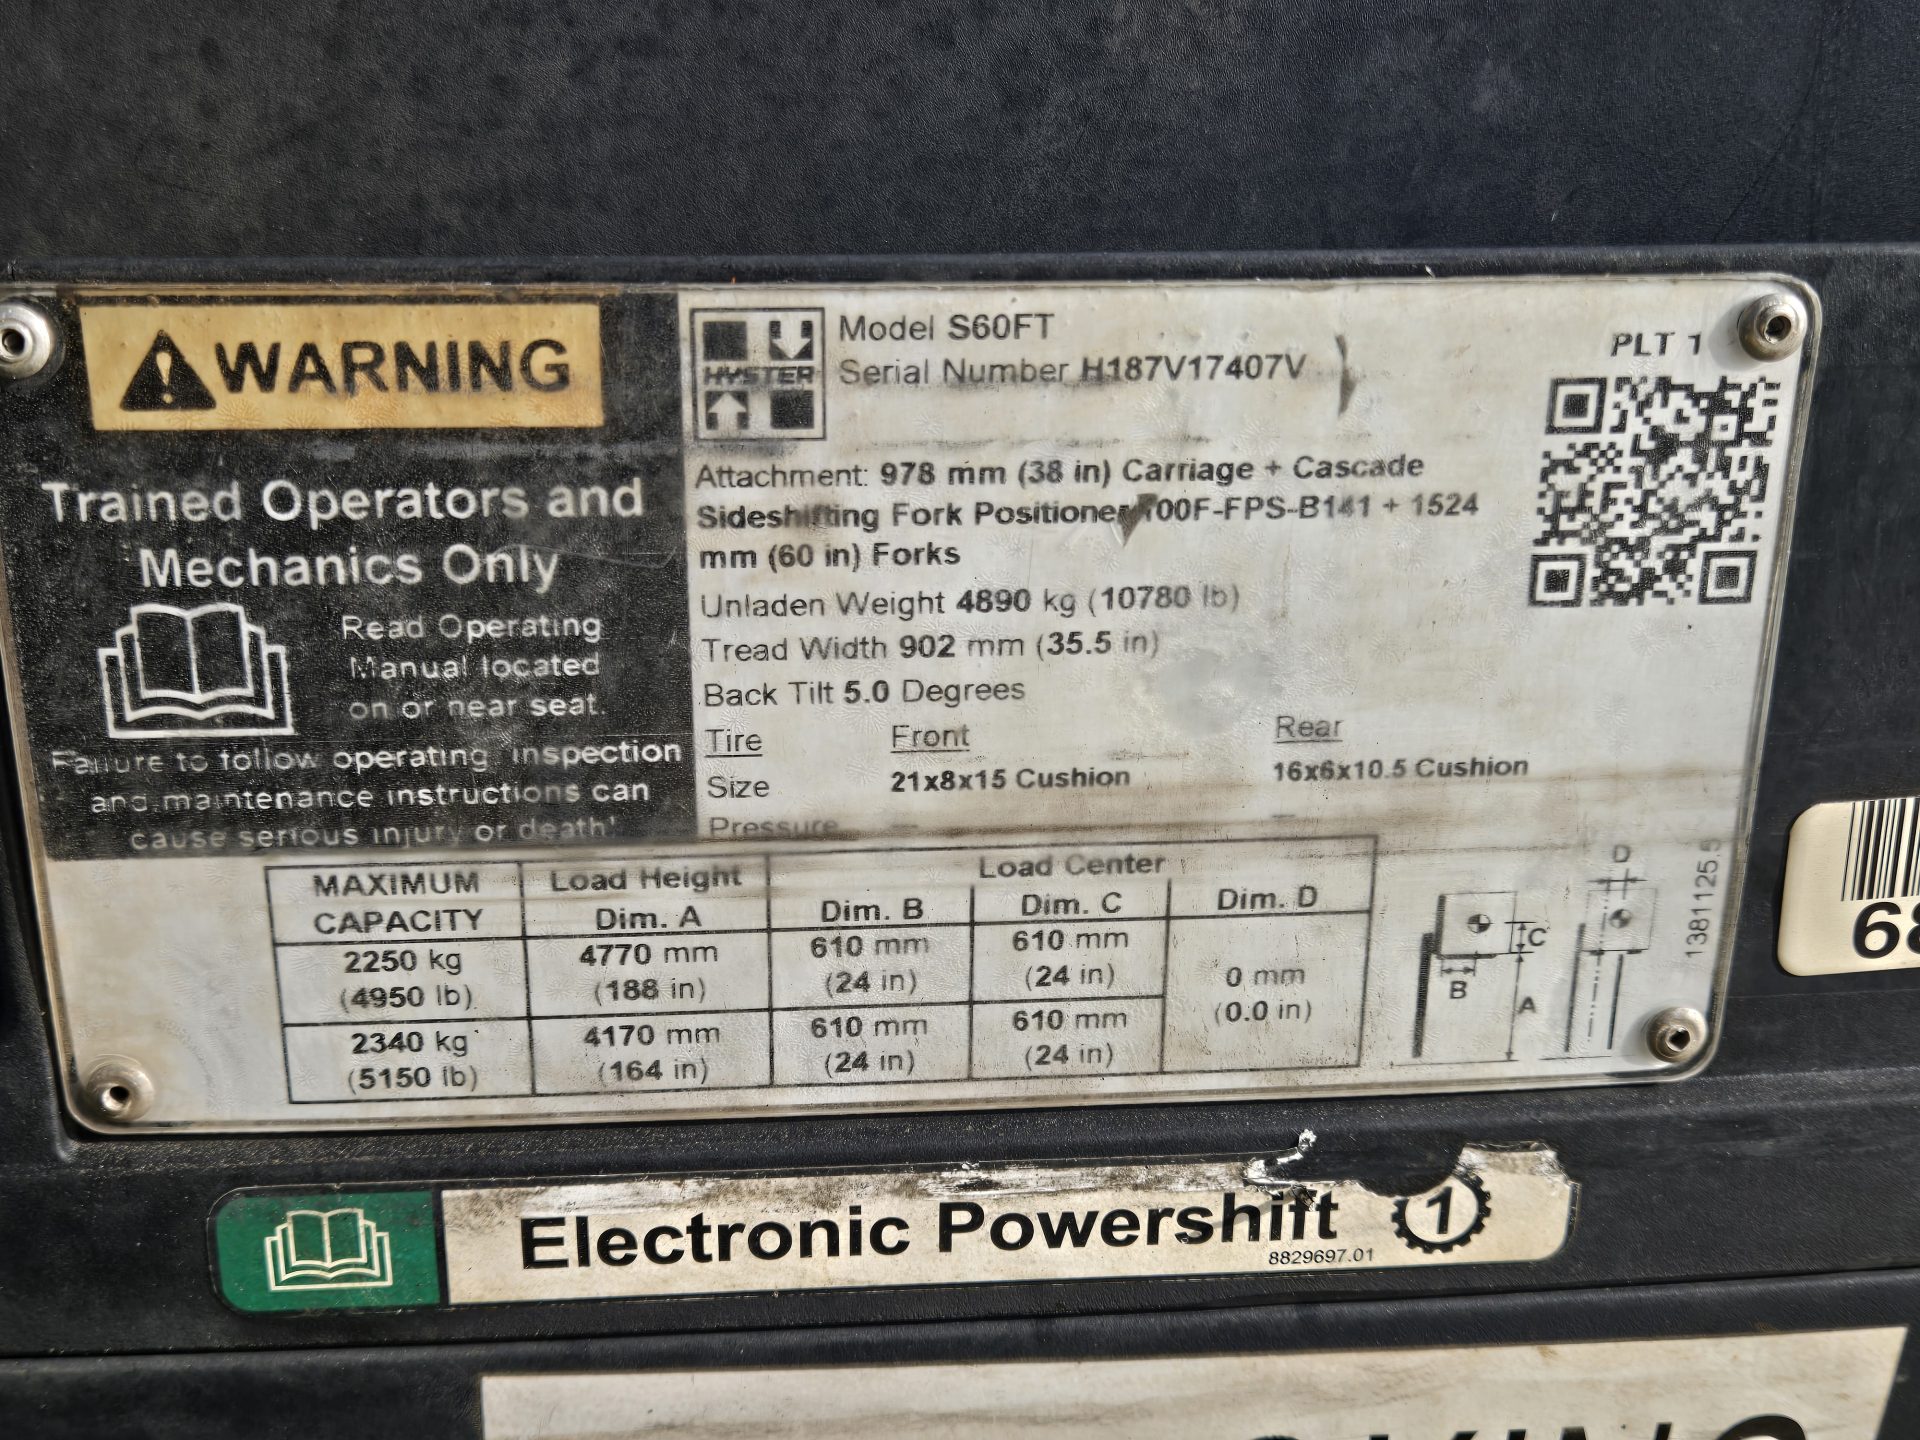 WARNING
Trained Operators and
Mechanics Only
Read Operating
Manual located
on or near seat.
Failure to follow operating, inspection
and maintenance instructions can
cause serious injury or death!
HYSTER
Model S60FT
Serial Number H187V17407V
PLT 1
Attachment: 978 mm (38 in) Carriage + Cascade
Sideshifting Fork Positioner 100F-FPS-B141 + 1524
mm (60 in) Forks
Unladen Weight 4890 kg (10780 lb)
Tread Width 902 mm (35.5 in)
Back Tilt 5.0 Degrees
Tire Front Rear
Size 21x8x15 Cushion 16x6x10.5 Cushion
Pressure – –
MAXIMUM CAPACITY Load Height Dim. A Load Center
Dim. B Dim. C Dim. D
2250 kg (4950 lb) 4770 mm (188 in) 610 mm (24 in) 610 mm (24 in) 0 mm (0.0 in)
2340 kg (5150 lb) 4170 mm (164 in) 610 mm (24 in) 610 mm (24 in)
D
C
B
A
1381125.5
Electronic Powershift 1
8829697.01